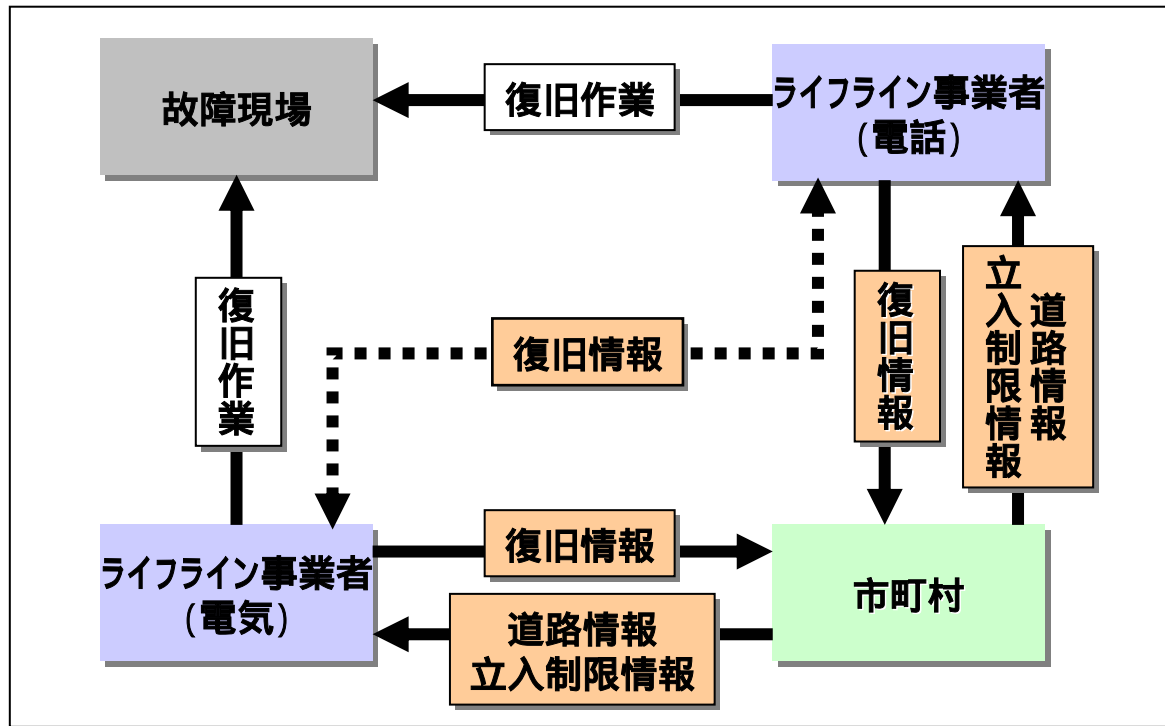 故障現場
復旧作業
ライフライン事業者
(電話)
復旧作業
復旧情報
復旧情報
道路情報
立入制限情報
ライフライン事業者
(電気)
復旧情報
道路情報
立入制限情報
市町村